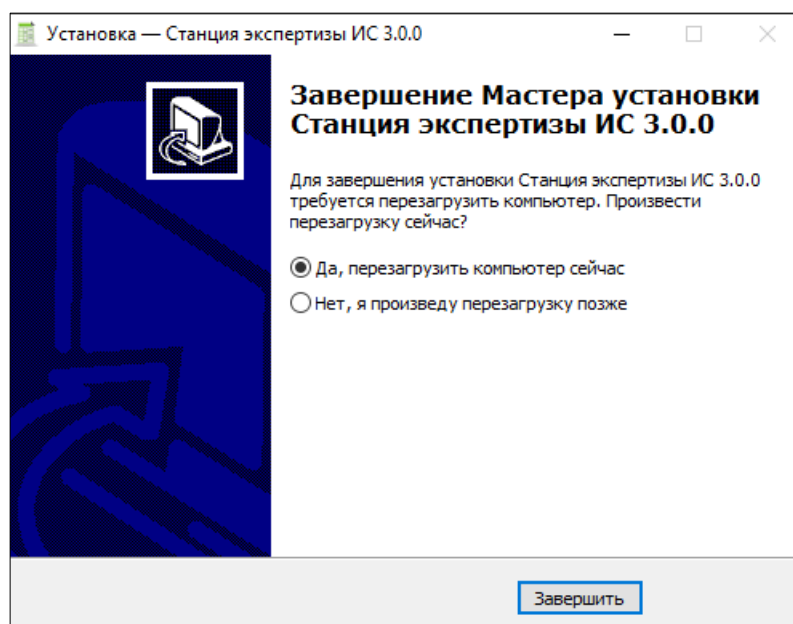 Установка — Станция экспертизы ИС 3.0.0
Завершение Мастера установки
Станция экспертизы ИС 3.0.0
Для завершения установки Станция экспертизы ИС 3.0.0
требуется перезагрузить компьютер. Произвести
перезагрузку сейчас?
Да, перезагрузить компьютер сейчас
Нет, я произведу перезагрузку позже
Завершить